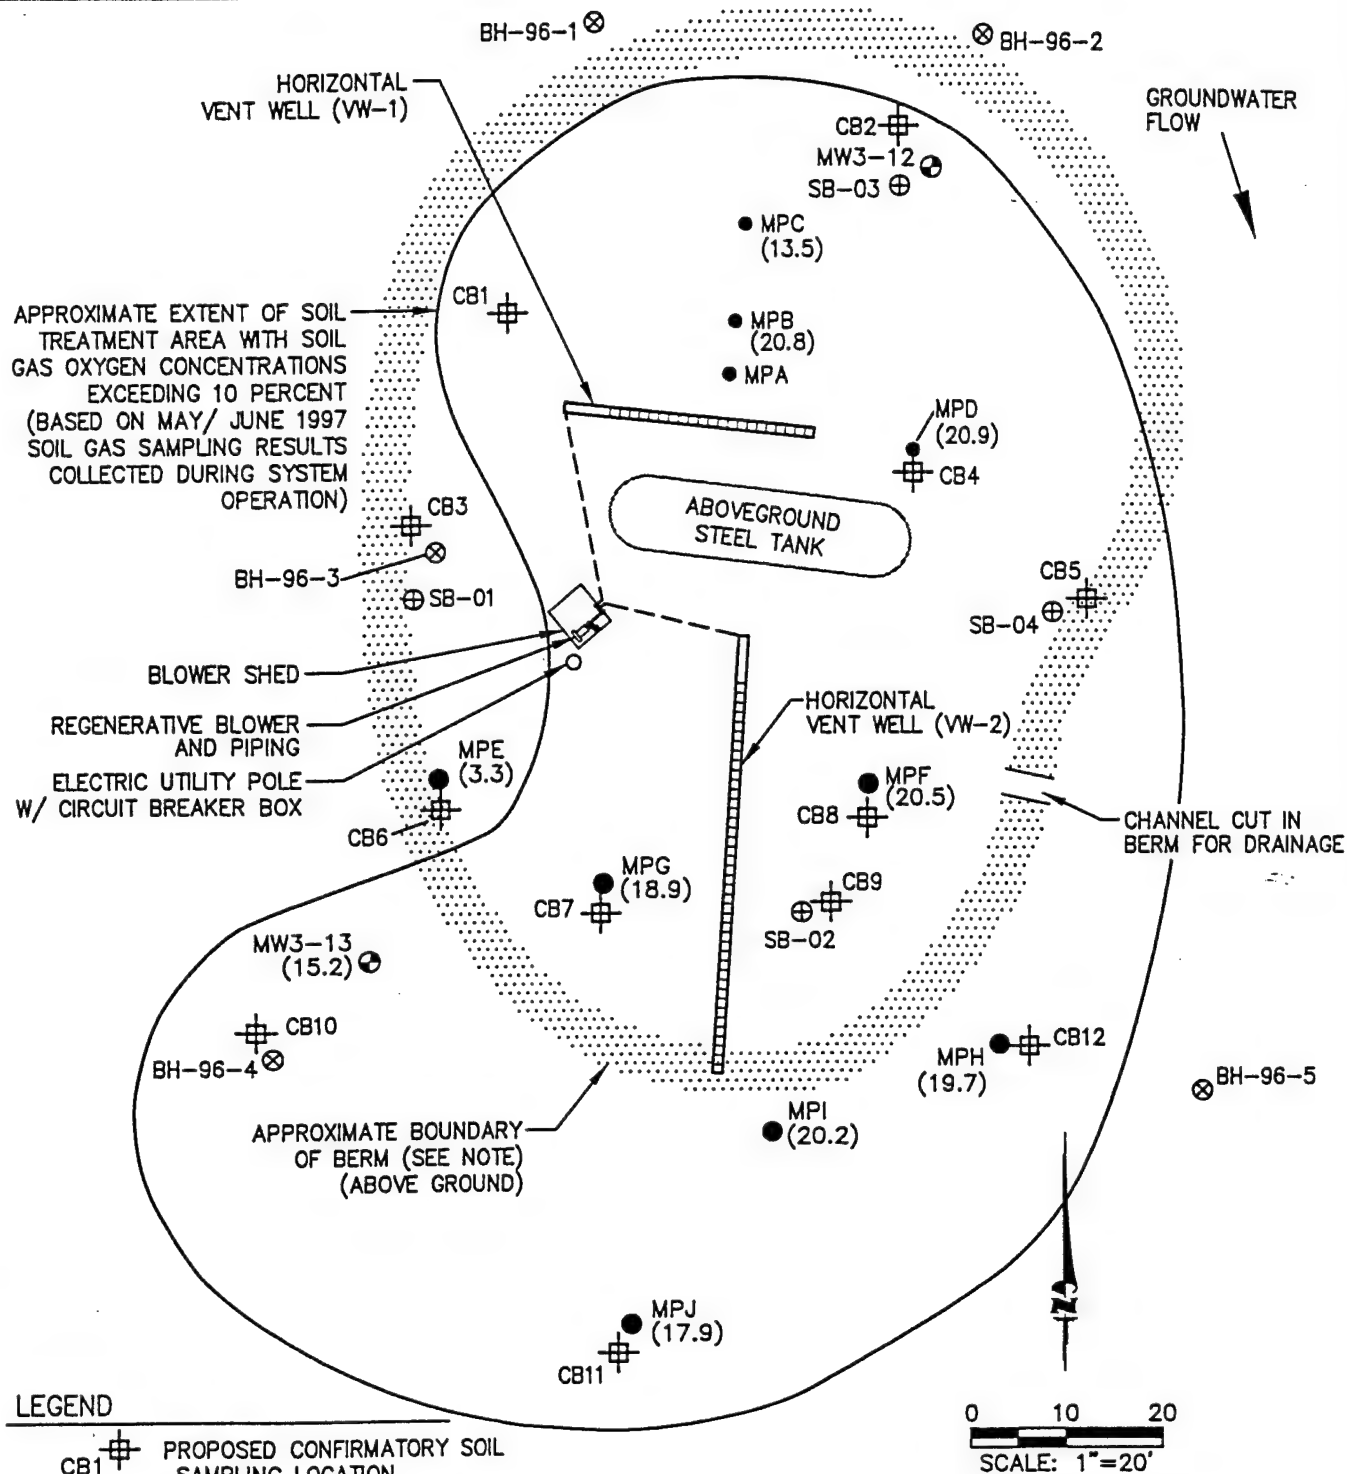 BH-96-1
BH-96-2
HORIZONTAL
VENT WELL (VW-1)
GROUNDWATER
FLOW
CB2
MW3-12
SB-03
MPC
(13.5)
CB1
APPROXIMATE EXTENT OF SOIL
TREATMENT AREA WITH SOIL
GAS OXYGEN CONCENTRATIONS
EXCEEDING 10 PERCENT
(BASED ON MAY/ JUNE 1997
SOIL GAS SAMPLING RESULTS
COLLECTED DURING SYSTEM
OPERATION)
MPB
(20.8)
MPA
MPD
(20.9)
CB4
CB3
ABOVEGROUND
STEEL TANK
BH-96-3
SB-01
CB5
SB-04
BLOWER SHED
REGENERATIVE BLOWER
AND PIPING
ELECTRIC UTILITY POLE
W/ CIRCUIT BREAKER BOX
HORIZONTAL
VENT WELL (VW-2)
MPE
(3.3)
CB6
MPF
(20.5)
CB8
CHANNEL CUT IN
BERM FOR DRAINAGE
MPG
(18.9)
CB7
CB9
SB-02
MW3-13
(15.2)
CB10
BH-96-4
CB12
MPH
(19.7)
BH-96-5
MPI
(20.2)
APPROXIMATE BOUNDARY
OF BERM (SEE NOTE)
(ABOVE GROUND)
N
MPJ
(17.9)
CB11
LEGEND
CB1
PROPOSED CONFIRMATORY SOIL
SAMPLING LOCATION
0 10 20
SCALE: 1"=20'